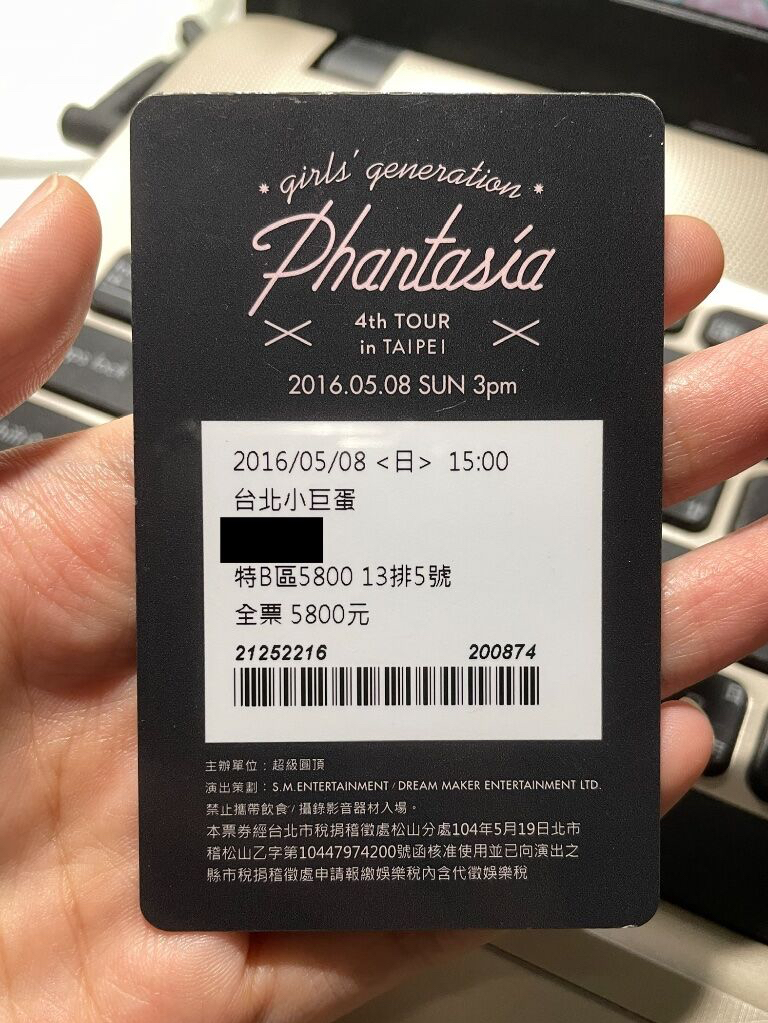 girls' generation
Phantasia
4th TOUR
in TAIPEI
2016.05.08 SUN 3pm
2016/05/08 <日> 15:00
台北小巨蛋
特B區5800 13排5號
全票 5800元
21252216 200874
主辦單位：超級圓頂
演出策劃：S.M.ENTERTAINMENT / DREAM MAKER ENTERTAINMENT LTD.
禁止攜帶飲食／攝錄影音器材入場。
本票券經台北市稅捐稽徵處松山分處104年5月19日北市
稽松山乙字第10447974200號函核准使用並已向演出之
縣市稅捐稽徵處申請報繳娛樂稅內含代徵娛樂稅